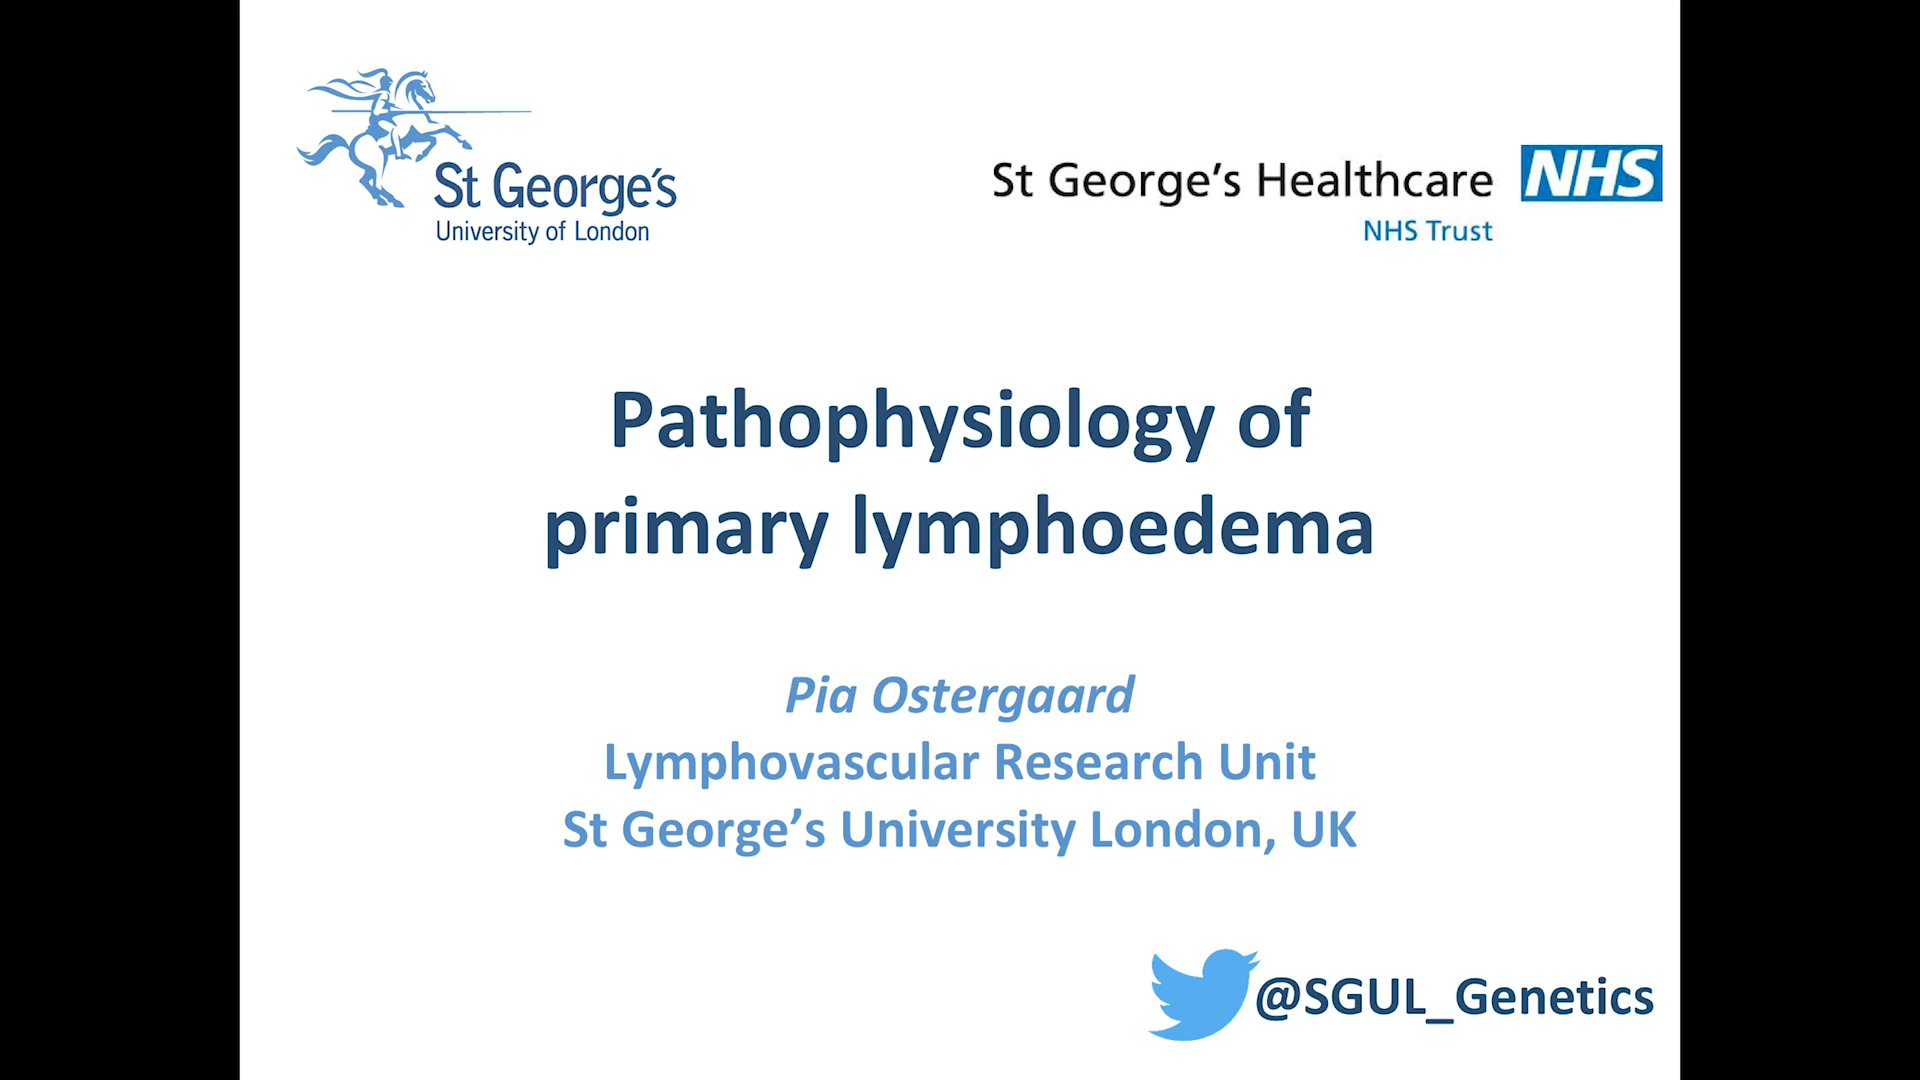 St George's
University of London
St George's Healthcare NHS
NHS Trust
Pathophysiology of
primary lymphoedema
Pia Ostergaard
Lymphovascular Research Unit
St George’s University London, UK
@SGUL_Genetics